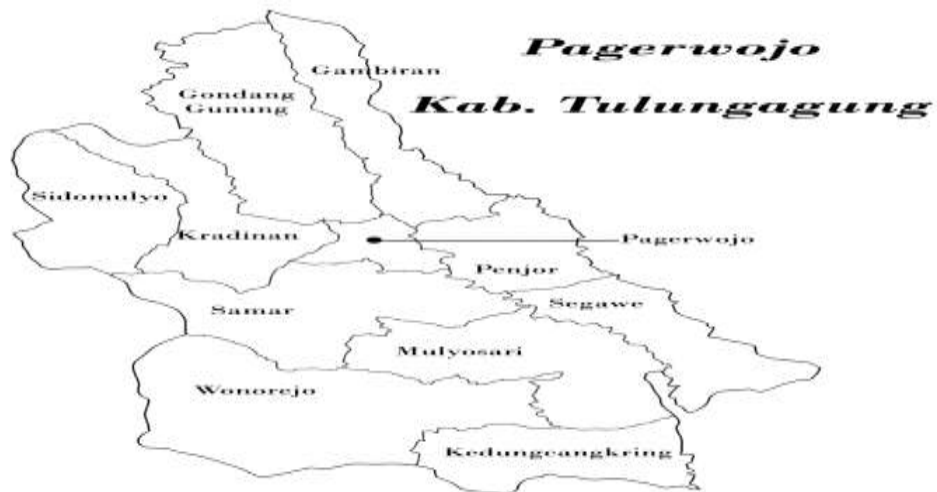 Pagerwojo
Kab. Tulungagung
Gambiran
Gondang
Gunung
Sidomulyo
Kradinan
Pagerwojo
Penjor
Segawe
Samar
Mulyosari
Wonorejo
Kedungcangkring